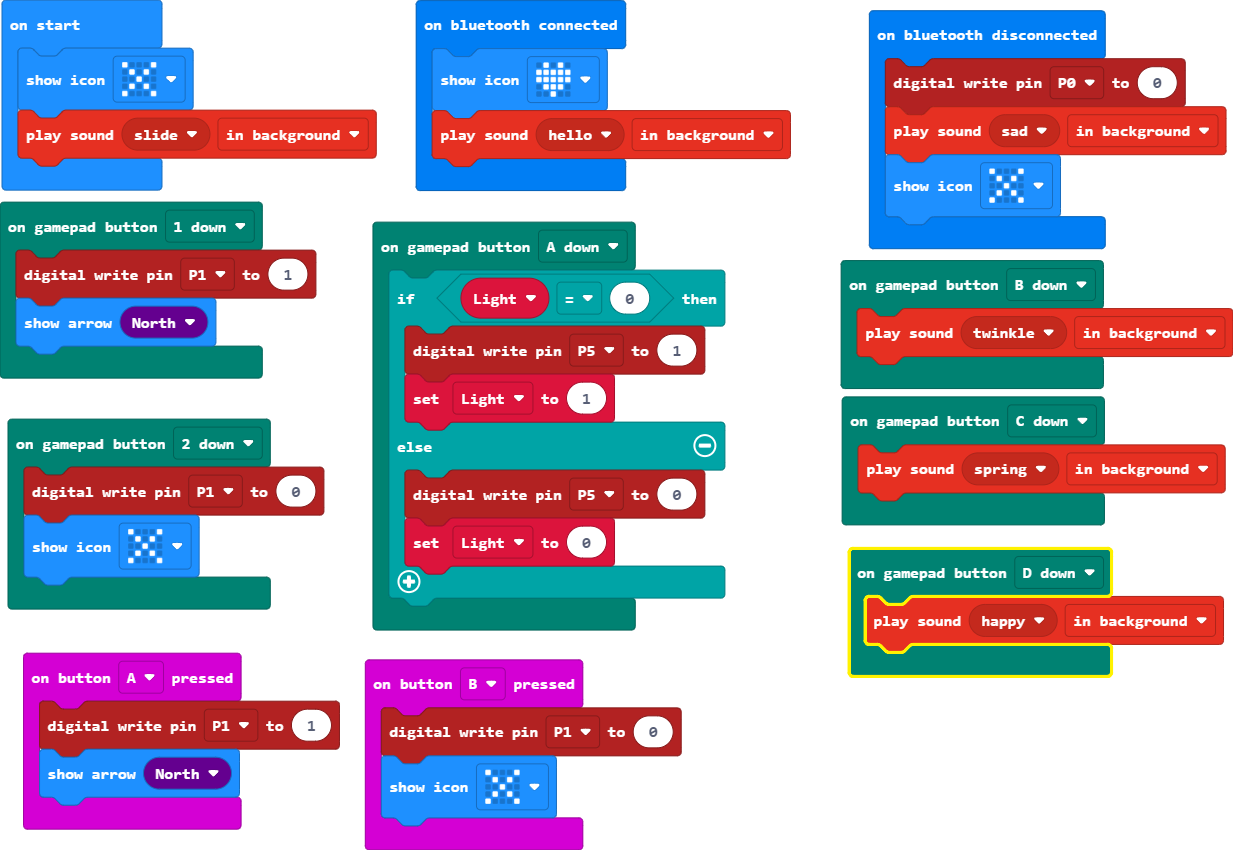 on start
show icon
play sound slide in background
on bluetooth connected
show icon
play sound hello in background
on bluetooth disconnected
digital write pin P0 to 0
play sound sad in background
show icon
on gamepad button 1 down
digital write pin P1 to 1
show arrow North
on gamepad button A down
if Light = 0 then
digital write pin P5 to 1
set Light to 1
else
digital write pin P5 to 0
set Light to 0
on gamepad button B down
play sound twinkle in background
on gamepad button C down
play sound spring in background
on gamepad button 2 down
digital write pin P1 to 0
show icon
on gamepad button D down
play sound happy in background
on button A pressed
digital write pin P1 to 1
show arrow North
on button B pressed
digital write pin P1 to 0
show icon